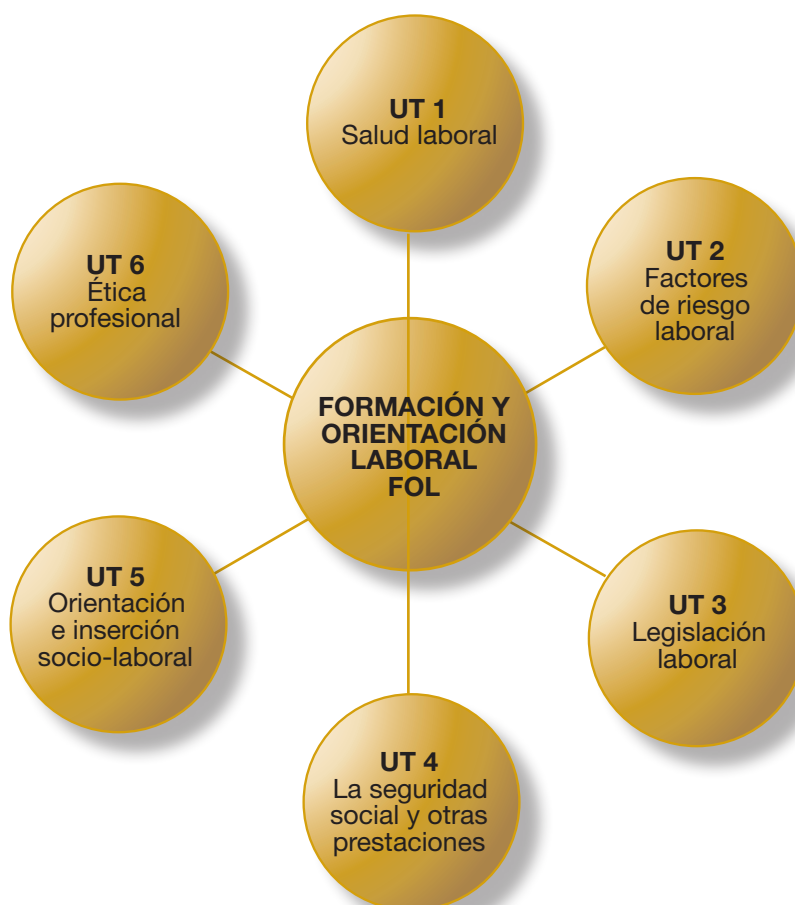 UT 1
Salud laboral
UT 6
Ética
profesional
UT 2
Factores
de riesgo
laboral
FORMACIÓN Y
ORIENTACIÓN
LABORAL
FOL
UT 5
Orientación
e inserción
socio-laboral
UT 3
Legislación
laboral
UT 4
La seguridad
social y otras
prestaciones